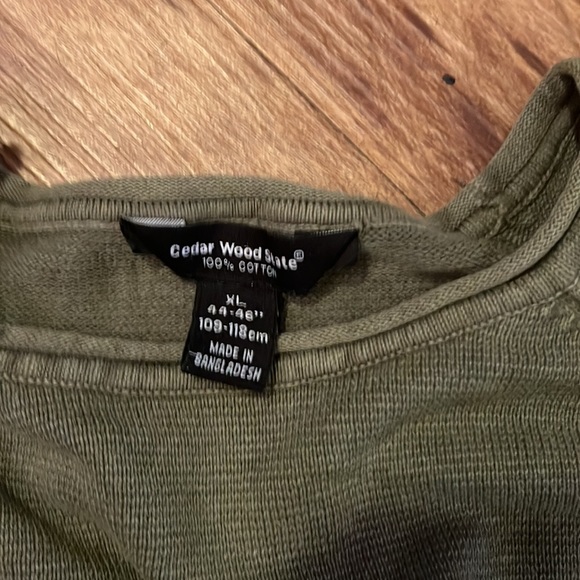 Cedar Wood State®
100% COTTON
XL
44-46"
109-118cm
MADE IN
BANGLADESH